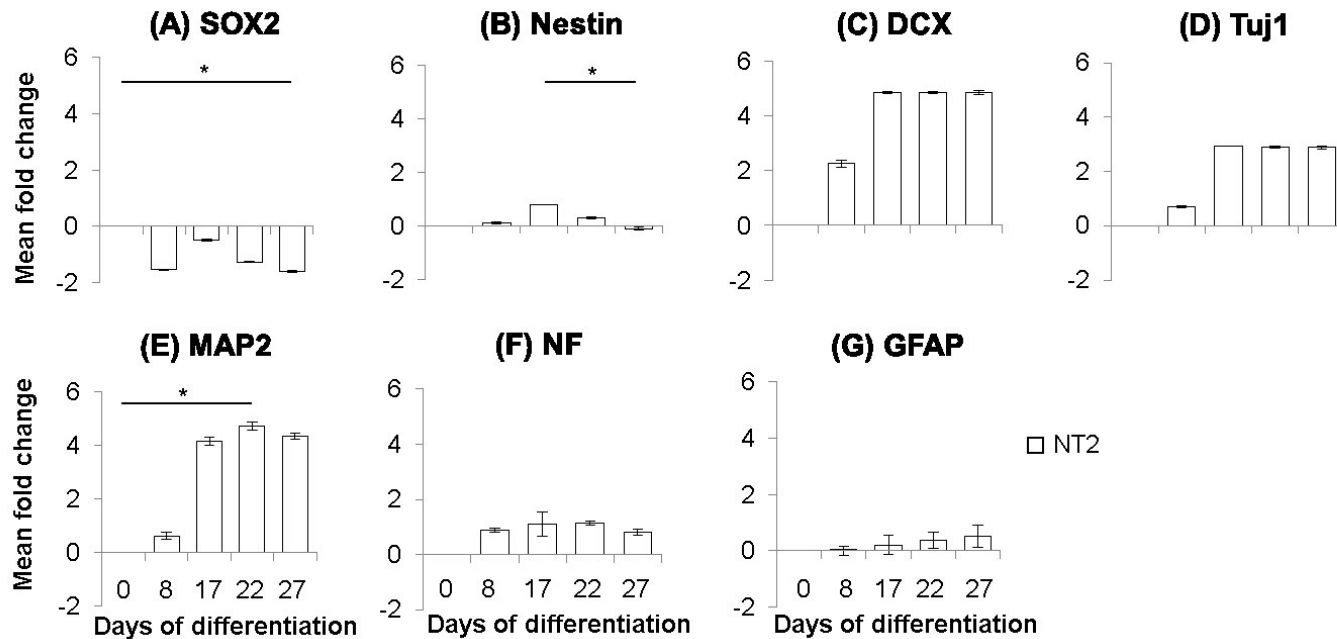 (A) SOX2
(B) Nestin
(C) DCX
(D) Tuj1
Mean fold change
6
4
2
0
-2
*
6
4
2
0
-2
*
6
4
2
0
-2
6
4
2
0
-2
(E) MAP2
(F) NF
(G) GFAP
Mean fold change
6
4
2
0
-2
*
0 8 17 22 27
Days of differentiation
6
4
2
0
-2
0 8 17 22 27
Days of differentiation
6
4
2
0
-2
0 8 17 22 27
Days of differentiation
NT2